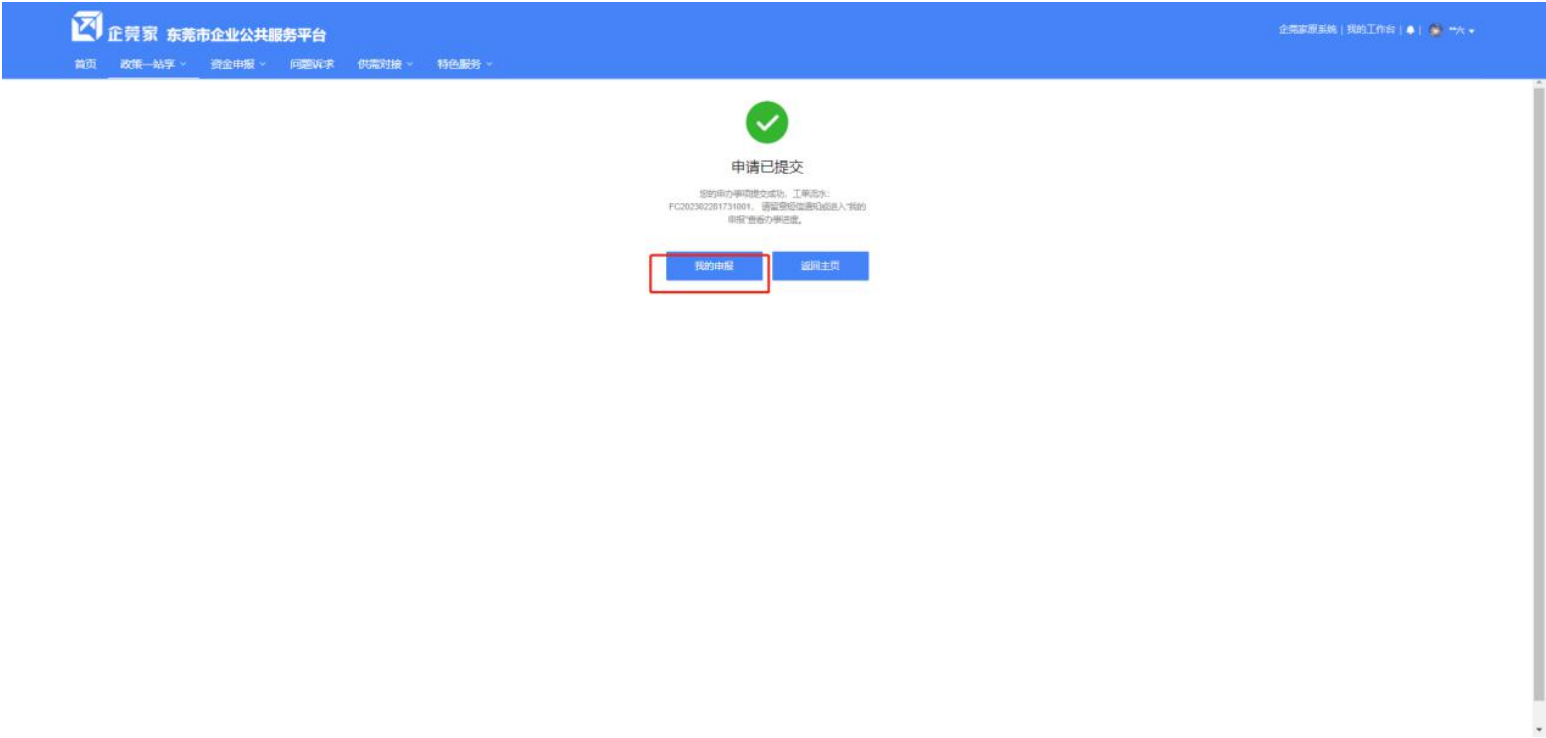 企莞家 东莞市企业公共服务平台
企莞家原系统 | 我的工作台 | | **六
首页 政策一站享 资金申报 问题诉求 供需对接 特色服务
申请已提交
您的申办事项提交成功，工单流水:
FC202302281731001， 请留意短信通知或进入"我的
申报"查看办事进度。
我的申报 返回主页